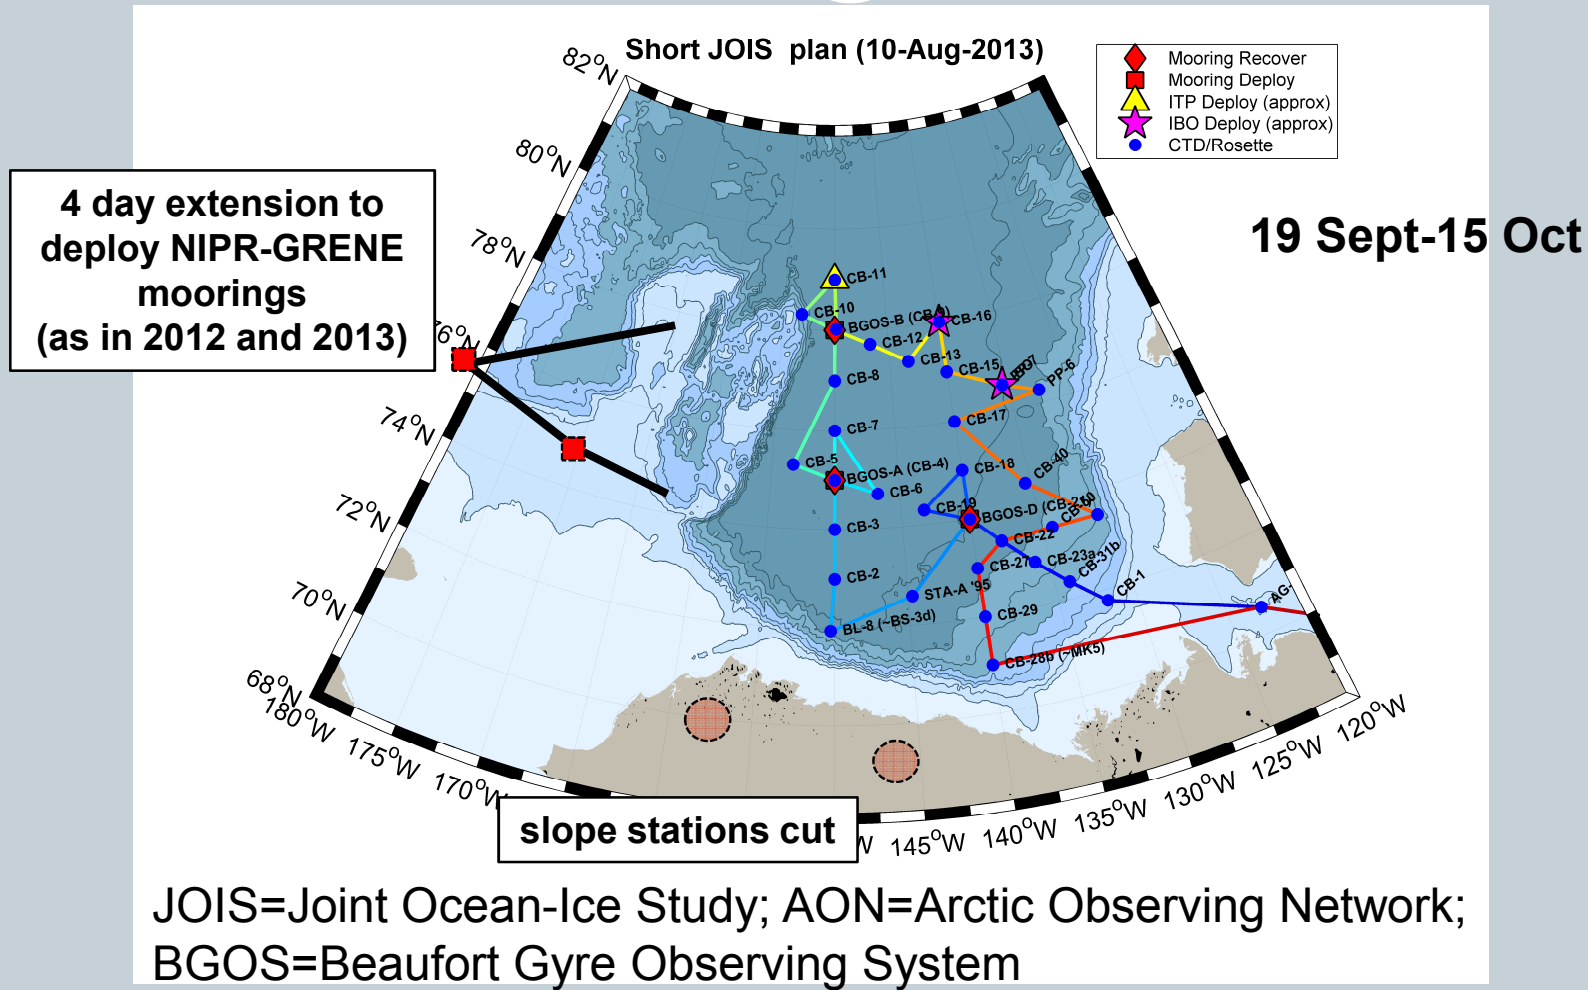 Short JOIS plan (10-Aug-2013)
Mooring Recover
Mooring Deploy
ITP Deploy (approx)
IBO Deploy (approx)
CTD/Rosette
82°N
80°N
78°N
74°N
72°N
70°N
68°N
4 day extension to
deploy NIPR-GRENE
moorings
(as in 2012 and 2013)
19 Sept-15 Oct
CB-11
CB-10
CB-16
CB-12
CB-13
CB-15
PP-6
CB-8
CB-17
CB-7
CB-5
CB-18
CB-40
BGOS-A (CB-4)
CB-6
CB-19
CB-3
CB-22
CB-23a
CB-31b
CB-27
CB-2
CB-1
STA-A '95
AG-
CB-29
BL-8 (~BS-3d)
CB-28b (~MK5)
180°W
175°W
170°W
145°W
140°W
135°W
130°W
125°W
120°W
slope stations cut
JOIS=Joint Ocean-Ice Study; AON=Arctic Observing Network;
BGOS=Beaufort Gyre Observing System